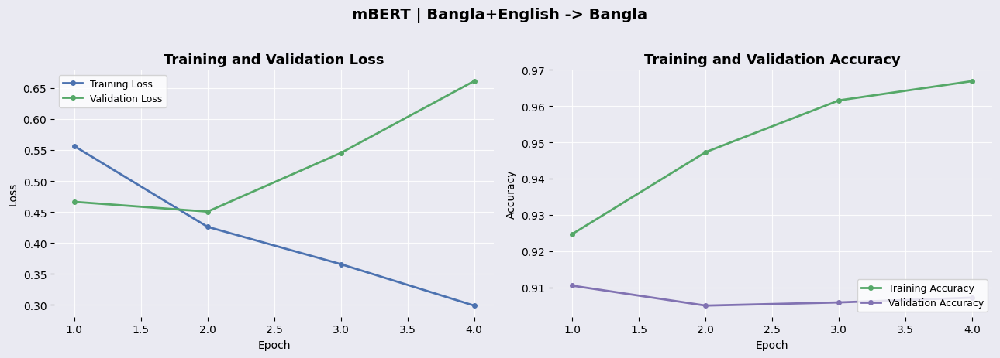 mBERT | Bangla+English -> Bangla
Training and Validation Loss
Training Loss
Validation Loss
0.65
0.60
0.55
0.50
0.45
0.40
0.35
0.30
Loss
1.0 1.5 2.0 2.5 3.0 3.5 4.0
Epoch
Training and Validation Accuracy
0.97
0.96
0.95
0.94
0.93
0.92
0.91
Accuracy
Training Accuracy
Validation Accuracy
1.0 1.5 2.0 2.5 3.0 3.5 4.0
Epoch